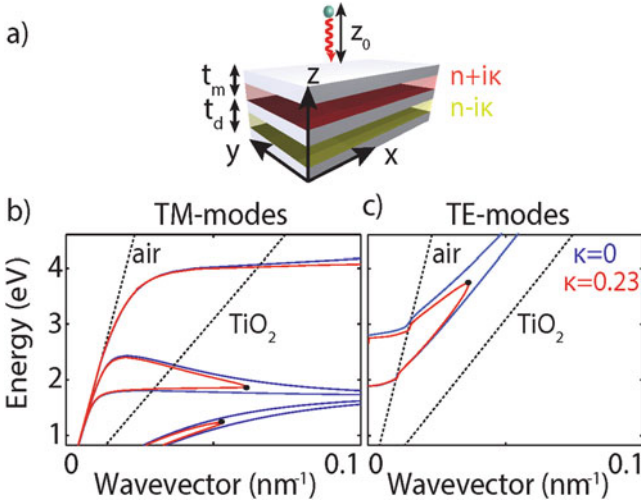 a)
z₀
tₘ
z
n+iκ
t_d
n-iκ
y
x
b)
TM-modes
c)
TE-modes
air
air
κ=0
κ=0.23
TiO₂
TiO₂
Energy (eV)
4
3
2
1
0
0.1
0
0.1
Wavevector (nm⁻¹)
Wavevector (nm⁻¹)